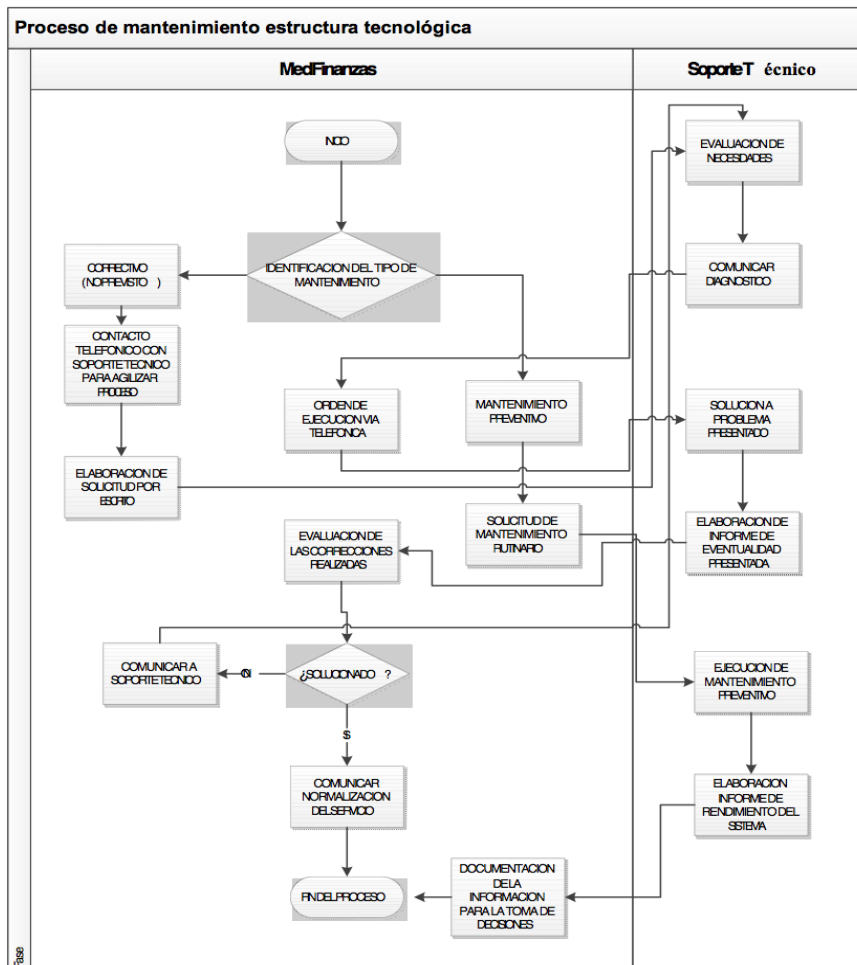 Proceso de mantenimiento estructura tecnológica
MedFinanzas
Soporte Técnico
INICIO
EVALUACION DE
NECESIDADES
IDENTIFICACION DEL TIPO DE
MANTENIMIENTO
CORRECTIVO
(NO PREVISTO )
COMUNICAR
DIAGNOSTICO
CONTACTO
TELEFONICO CON
SOPORTE TECNICO
PARA AGILIZAR
PROCESO
ORDEN DE
EJECUCION VIA
TELEFONICA
MANTENIMIENTO
PREVENTIVO
SOLUCION A
PROBLEMA
PRESENTADO
ELABORACION DE
SOLICITUD POR
ESCRITO
EVALUACION DE
LAS CORRECCIONES
REALIZADAS
SOLICITUD DE
MANTENIMIENTO
RUTINARIO
ELABORACION DE
INFORME DE
EVENTUALIDAD
PRESENTADA
COMUNICAR A
SOPORTE TECNICO
NO
¿SOLUCIONADO ?
EJECUCION DE
MANTENIMIENTO
PREVENTIVO
SI
COMUNICAR
NORMALIZACION
DEL SERVICIO
ELABORACION
INFORME DE
RENDIMIENTO DEL
SISTEMA
FIN DEL PROCESO
DOCUMENTACION
DE LA
INFORMACION
PARA LA TOMA DE
DECISIONES
Fase